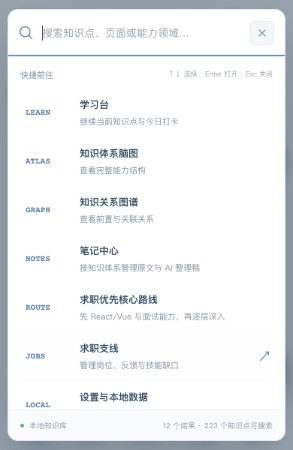 搜索知识点、页面或能力领域…
快捷前往
↑↓ 选择 · Enter 打开 · Esc 关闭
LEARN
学习台
继续当前知识点与今日打卡
ATLAS
知识体系脑图
查看完整能力结构
GRAPH
知识关系图谱
查看前置与关联关系
NOTES
笔记中心
按知识体系管理原文与 AI 整理稿
ROUTE
求职优先核心路线
先 React/Vue 与面试能力，再逐层深入
JOBS
求职支线
管理岗位、反馈与技能缺口
LOCAL
设置与本地数据
本地知识库
12 个结果 · 223 个知识点可搜索